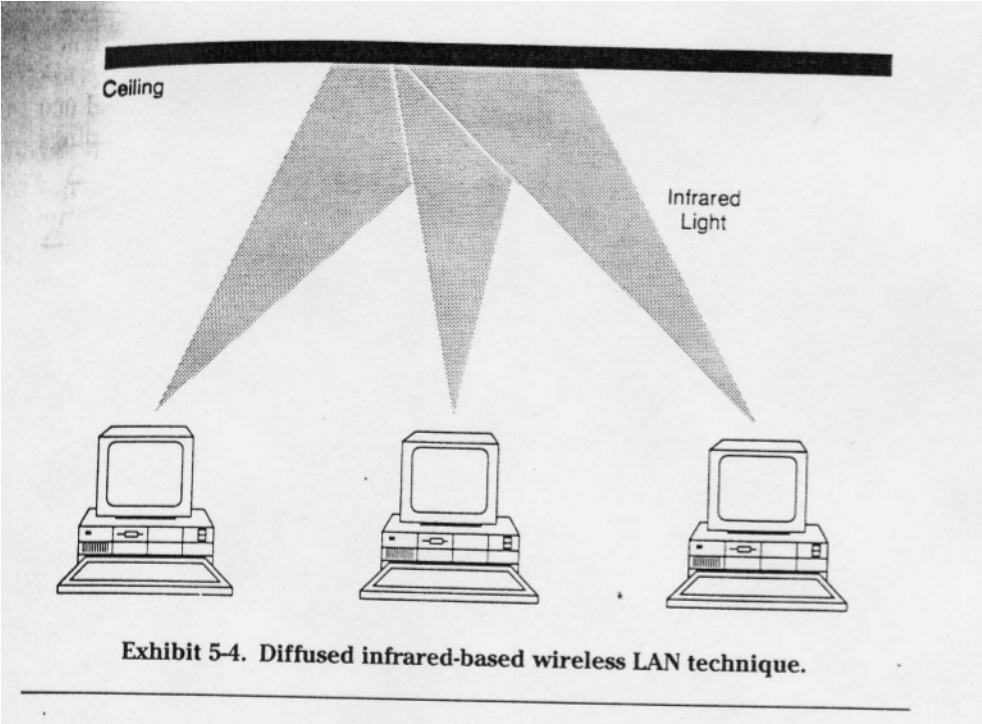 Ceiling
Infrared
Light
Exhibit 5-4. Diffused infrared-based wireless LAN technique.